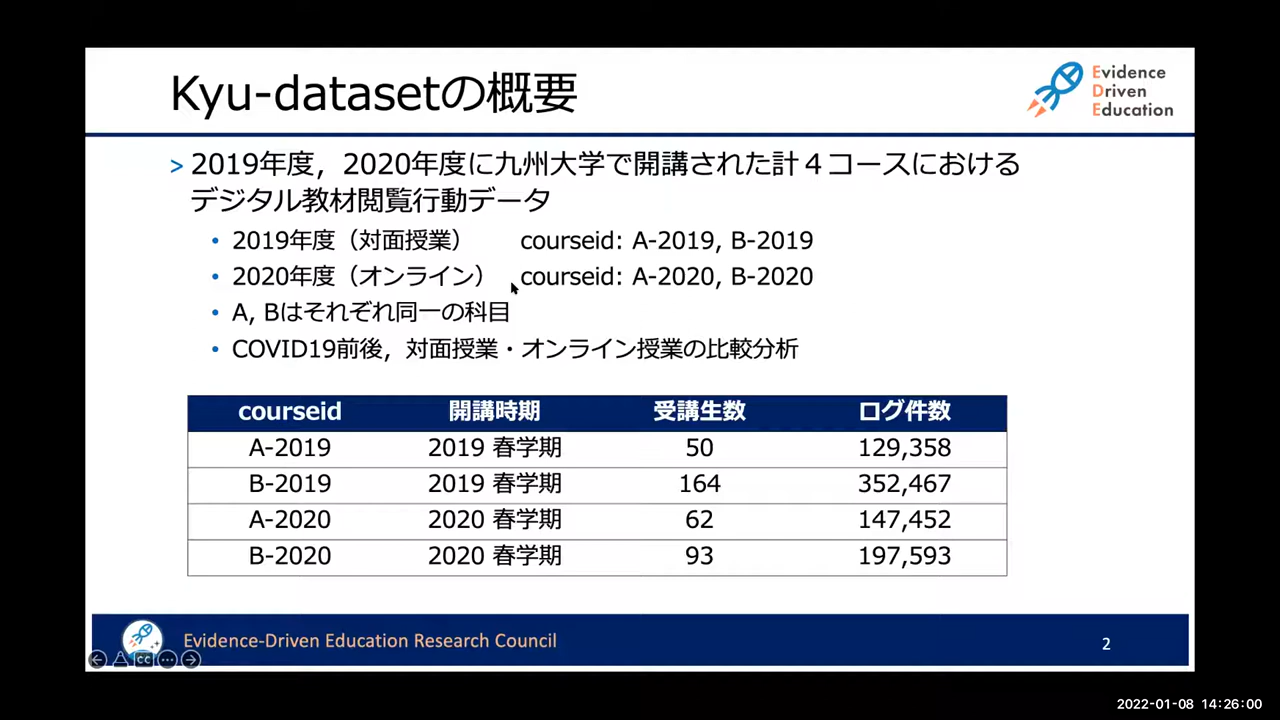 Kyu-datasetの概要
Evidence
Driven
Education
> 2019年度，2020年度に九州大学で開講された計４コースにおける
デジタル教材閲覧行動データ
• 2019年度（対面授業） courseid: A-2019, B-2019
• 2020年度（オンライン） courseid: A-2020, B-2020
• A, Bはそれぞれ同一の科目
• COVID19前後，対面授業・オンライン授業の比較分析
courseid 開講時期 受講生数 ログ件数
A-2019 2019 春学期 50 129,358
B-2019 2019 春学期 164 352,467
A-2020 2020 春学期 62 147,452
B-2020 2020 春学期 93 197,593
Evidence-Driven Education Research Council 2
CC
2022-01-08 14:26:00